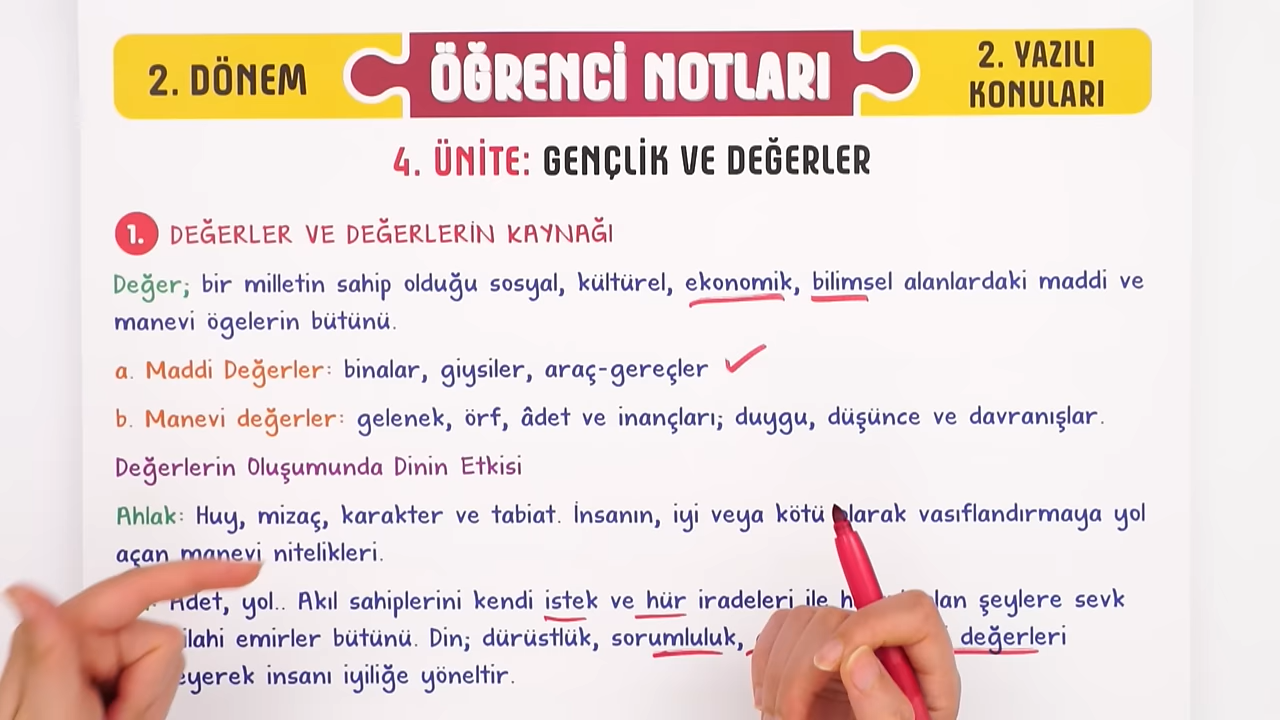 2. DÖNEM
ÖĞRENCİ NOTLARI
2. YAZILI
KONULARI
4. ÜNİTE: GENÇLİK VE DEĞERLER
1. DEĞERLER VE DEĞERLERİN KAYNAĞI
Değer; bir milletin sahip olduğu sosyal, kültürel, ekonomik, bilimsel alanlardaki maddi ve
manevi ögelerin bütünü.
a. Maddi Değerler: binalar, giysiler, araç-gereçler
b. Manevi değerler: gelenek, örf, âdet ve inançları; duygu, düşünce ve davranışlar.
Değerlerin Oluşumunda Dinin Etkisi
Ahlak: Huy, mizaç, karakter ve tabiat. İnsanın, iyi veya kötü olarak vasıflandırmaya yol
açan manevi nitelikleri.
Adet, yol.. Akıl sahiplerini kendi istek ve hür iradeleri ile şeylere sevk
ilahi emirler bütünü. Din; dürüstlük, sorumluluk, değerleri
insanı iyiliğe yöneltir.